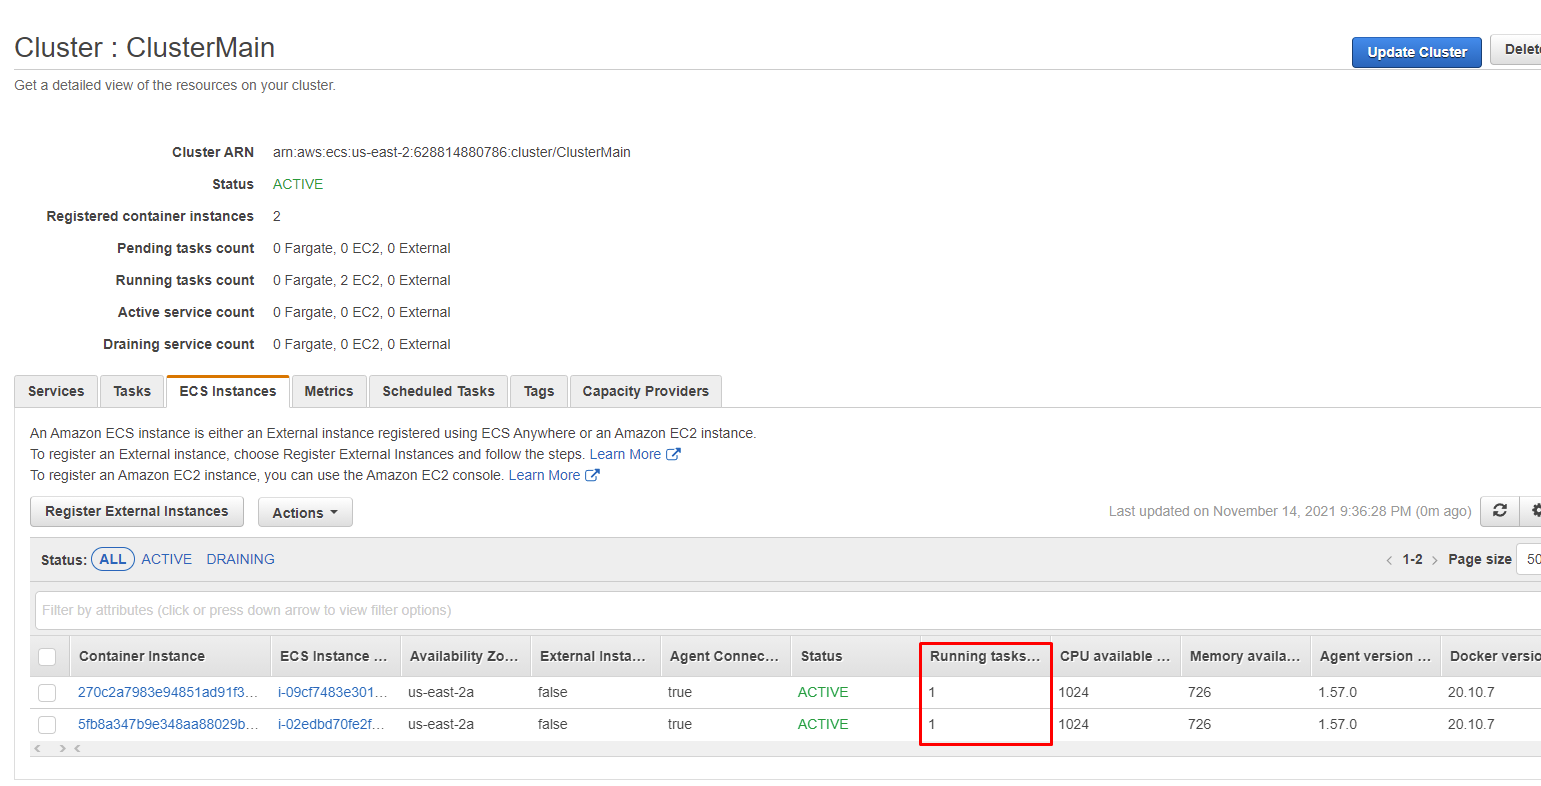 Cluster : ClusterMain
Update Cluster
Delet
Get a detailed view of the resources on your cluster.
Cluster ARN arn:aws:ecs:us-east-2:628814880786:cluster/ClusterMain
Status ACTIVE
Registered container instances 2
Pending tasks count 0 Fargate, 0 EC2, 0 External
Running tasks count 0 Fargate, 2 EC2, 0 External
Active service count 0 Fargate, 0 EC2, 0 External
Draining service count 0 Fargate, 0 EC2, 0 External
Services Tasks ECS Instances Metrics Scheduled Tasks Tags Capacity Providers
An Amazon ECS instance is either an External instance registered using ECS Anywhere or an Amazon EC2 instance.
To register an External instance, choose Register External Instances and follow the steps. Learn More
To register an Amazon EC2 instance, you can use the Amazon EC2 console. Learn More
Register External Instances Actions Last updated on November 14, 2021 9:36:28 PM (0m ago)
Status: ALL ACTIVE DRAINING < 1-2 > Page size 50
Filter by attributes (click or press down arrow to view filter options)
Container Instance ECS Instance ... Availability Zo... External Insta... Agent Connec... Status Running tasks... CPU available ... Memory availa... Agent version ... Docker versio
270c2a7983e94851ad91f3... i-09cf7483e301... us-east-2a false true ACTIVE 1 1024 726 1.57.0 20.10.7
5fb8a347b9e348aa88029b... i-02edbd70fe2f... us-east-2a false true ACTIVE 1 1024 726 1.57.0 20.10.7